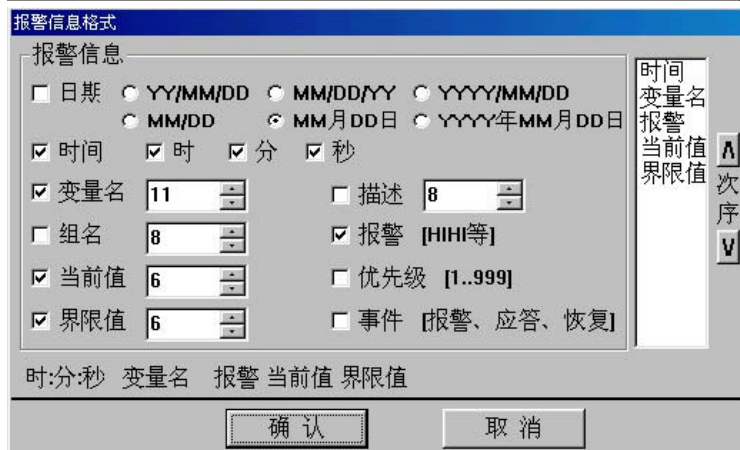 报警信息格式
报警信息
日期 YY/MM/DD MM/DD/YY YYYY/MM/DD
MM/DD MM月DD日 YYYY年MM月DD日
时间 时 分 秒
变量名 11 描述 8
组名 8 报警 [HIHI等]
当前值 6 优先级 [1..999]
界限值 6 事件 [报警、应答、恢复]
时间
变量名
报警
当前值
界限值
Λ
次
序
V
时:分:秒 变量名 报警 当前值 界限值
确认 取消